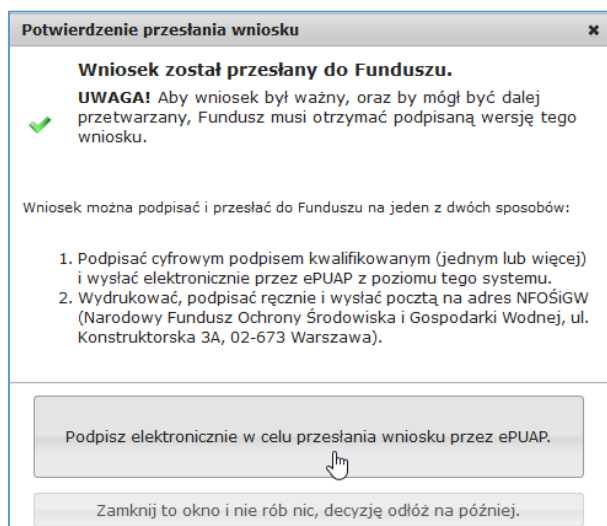 Potwierdzenie przesłania wniosku
Wniosek został przesłany do Funduszu.
UWAGA! Aby wniosek był ważny, oraz by mógł być dalej
przetwarzany, Fundusz musi otrzymać podpisaną wersję tego
wniosku.
Wniosek można podpisać i przesłać do Funduszu na jeden z dwóch sposobów:
1. Podpisać cyfrowym podpisem kwalifikowanym (jednym lub więcej)
i wysłać elektronicznie przez ePUAP z poziomu tego systemu.
2. Wydrukować, podpisać ręcznie i wysłać pocztą na adres NFOŚiGW
(Narodowy Fundusz Ochrony Środowiska i Gospodarki Wodnej, ul.
Konstruktorska 3A, 02-673 Warszawa).
Podpisz elektronicznie w celu przesłania wniosku przez ePUAP.
Zamknij to okno i nie rób nic, decyzję odłóż na później.